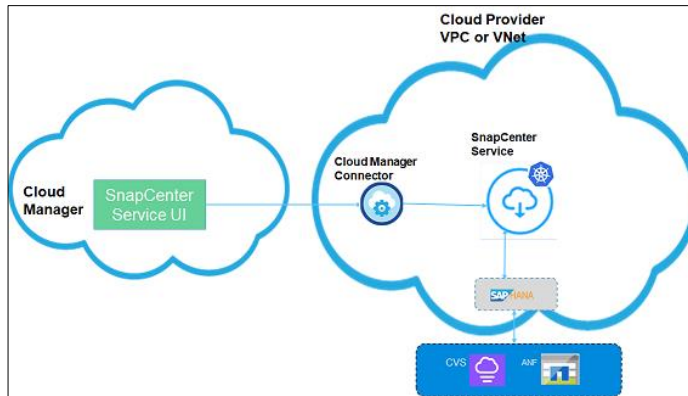 Cloud Provider
VPC or VNet
SnapCenter
Service
Cloud Manager
Connector
Cloud
Manager
SnapCenter
Service UI
SAP HANA
CVS
ANF